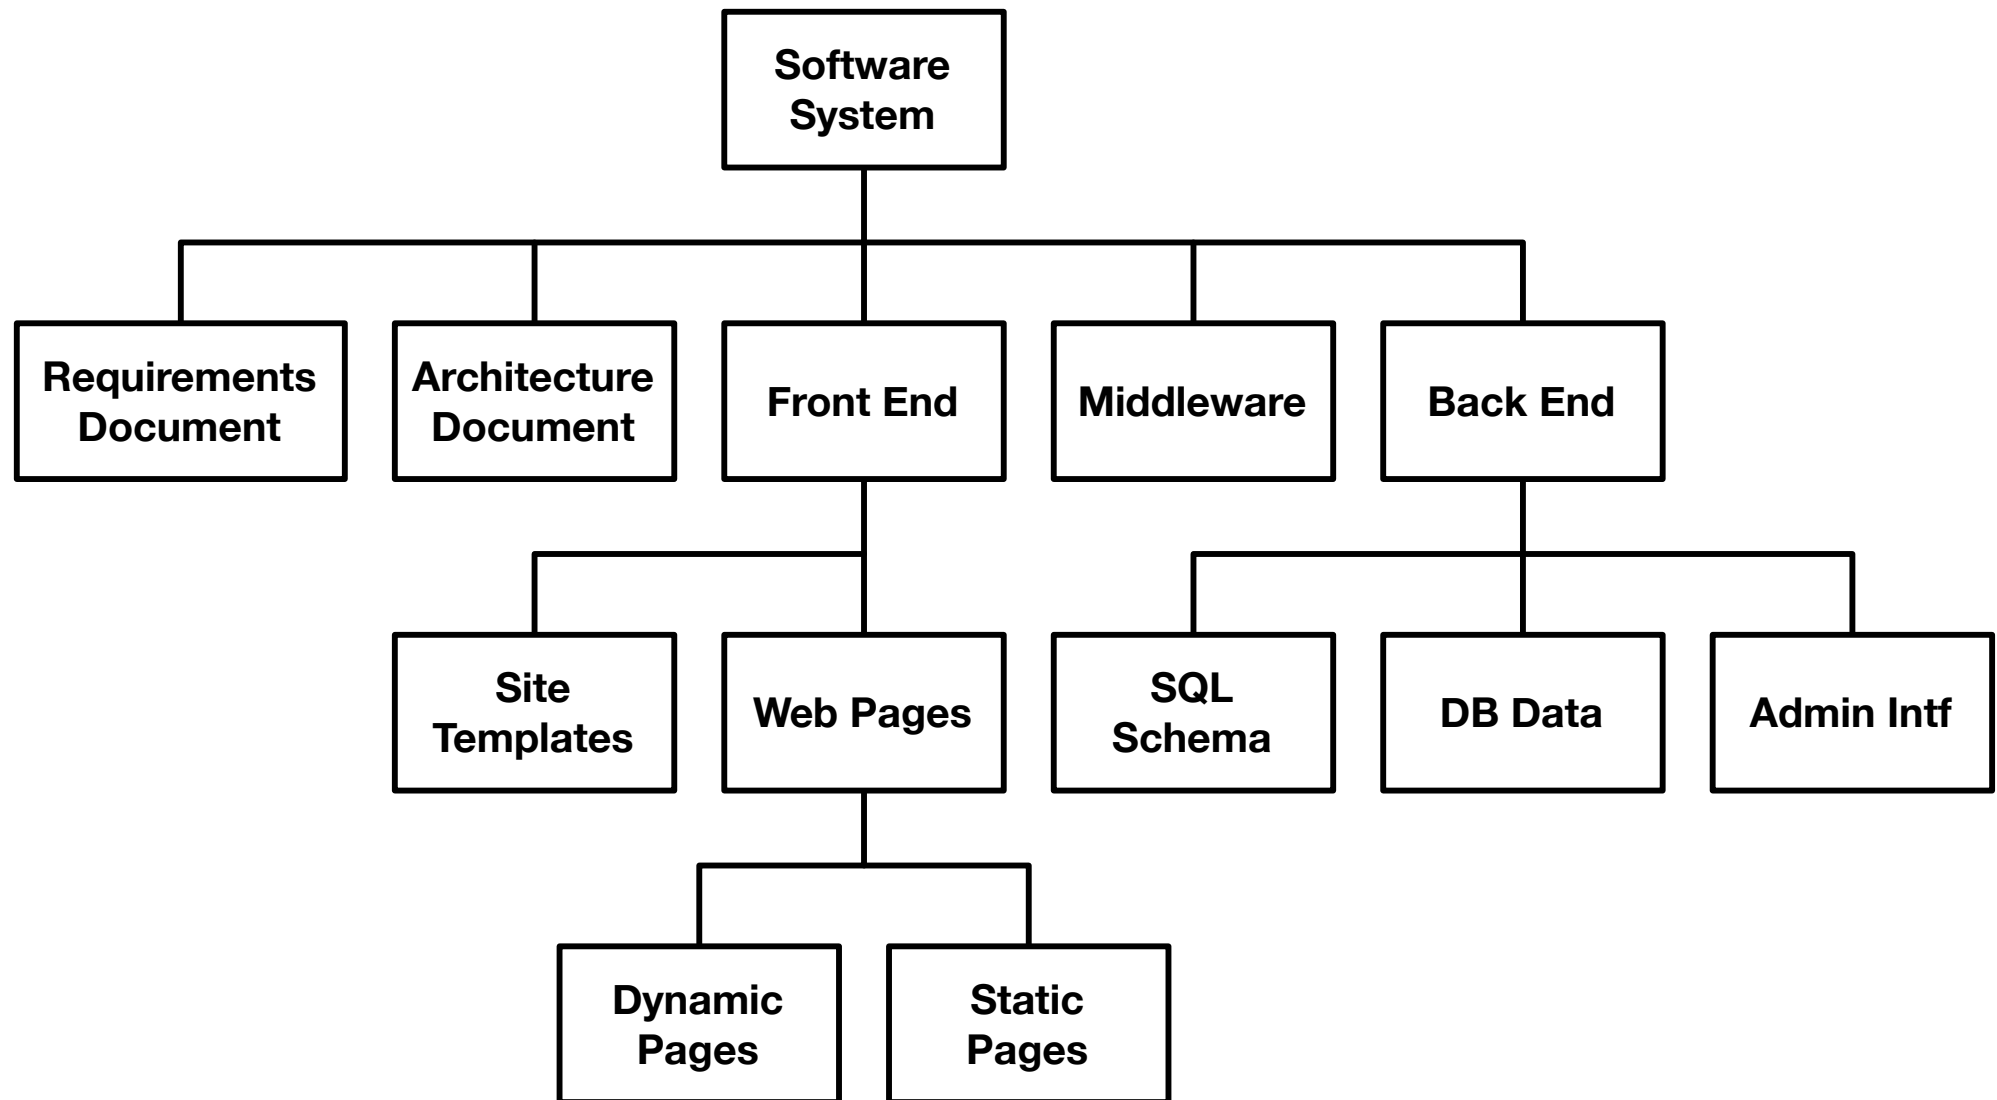 Software
System
Requirements
Document
Architecture
Document
Front End
Middleware
Back End
Site
Templates
Web Pages
SQL
Schema
DB Data
Admin Intf
Dynamic
Pages
Static
Pages